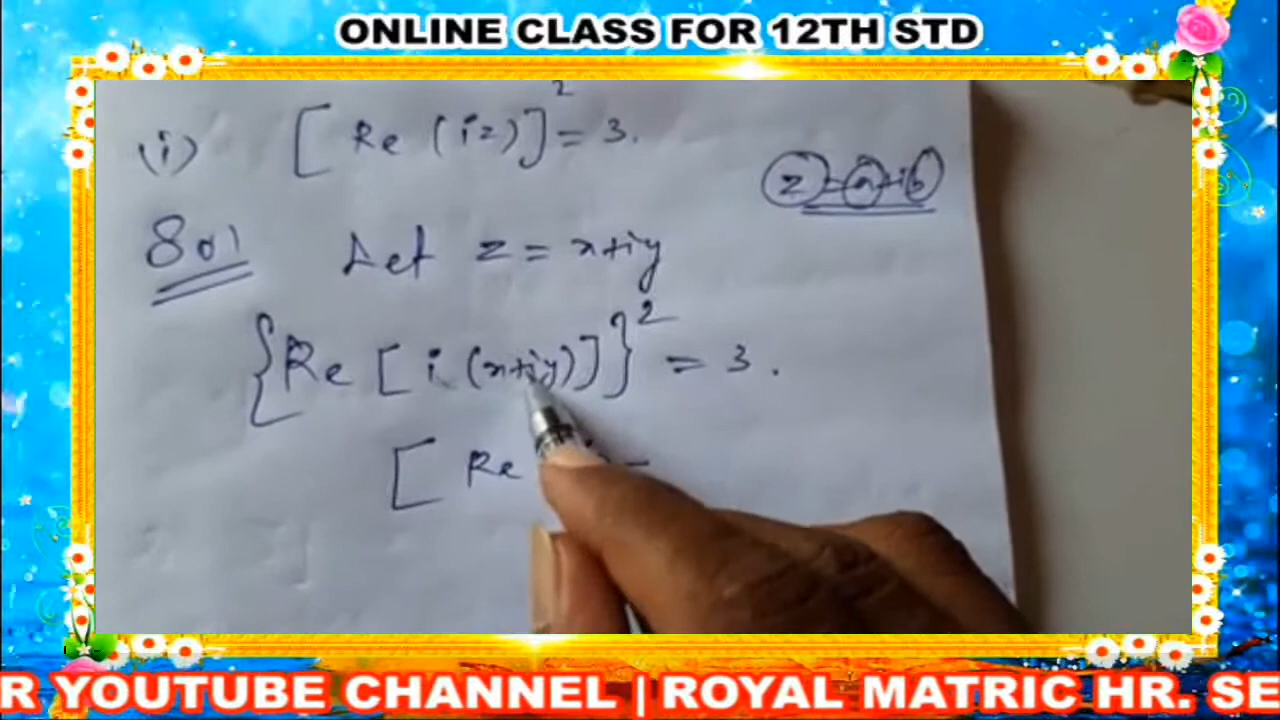 ONLINE CLASS FOR 12TH STD
(i) [ Re (iz) ]² = 3.
z = a+ib
Sol Let z = x+iy
{Re [ i (x+iy) ] }² = 3.
[ Re
R YOUTUBE CHANNEL | ROYAL MATRIC HR. SE